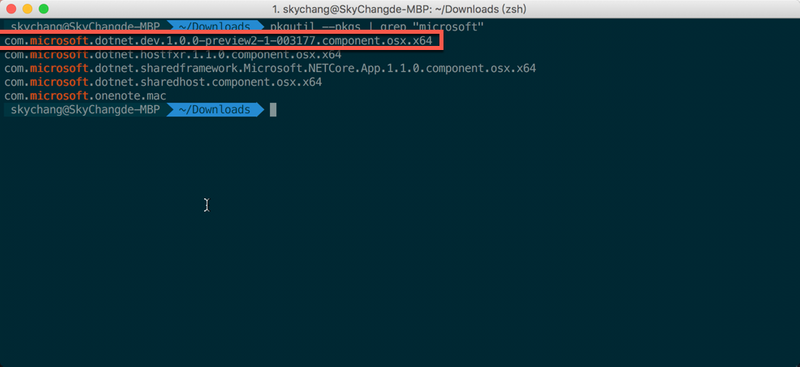 1. skychang@SkyChangde-MBP: ~/Downloads (zsh)
skychang@SkyChangde-MBP ~/Downloads pkgutil --pkgs | grep "microsoft"
com.microsoft.dotnet.dev.1.0.0-preview2-1-003177.component.osx.x64
com.microsoft.dotnet.hostfxr.1.1.0.component.osx.x64
com.microsoft.dotnet.sharedframework.Microsoft.NETCore.App.1.1.0.component.osx.x64
com.microsoft.dotnet.sharedhost.component.osx.x64
com.microsoft.onenote.mac
skychang@SkyChangde-MBP ~/Downloads